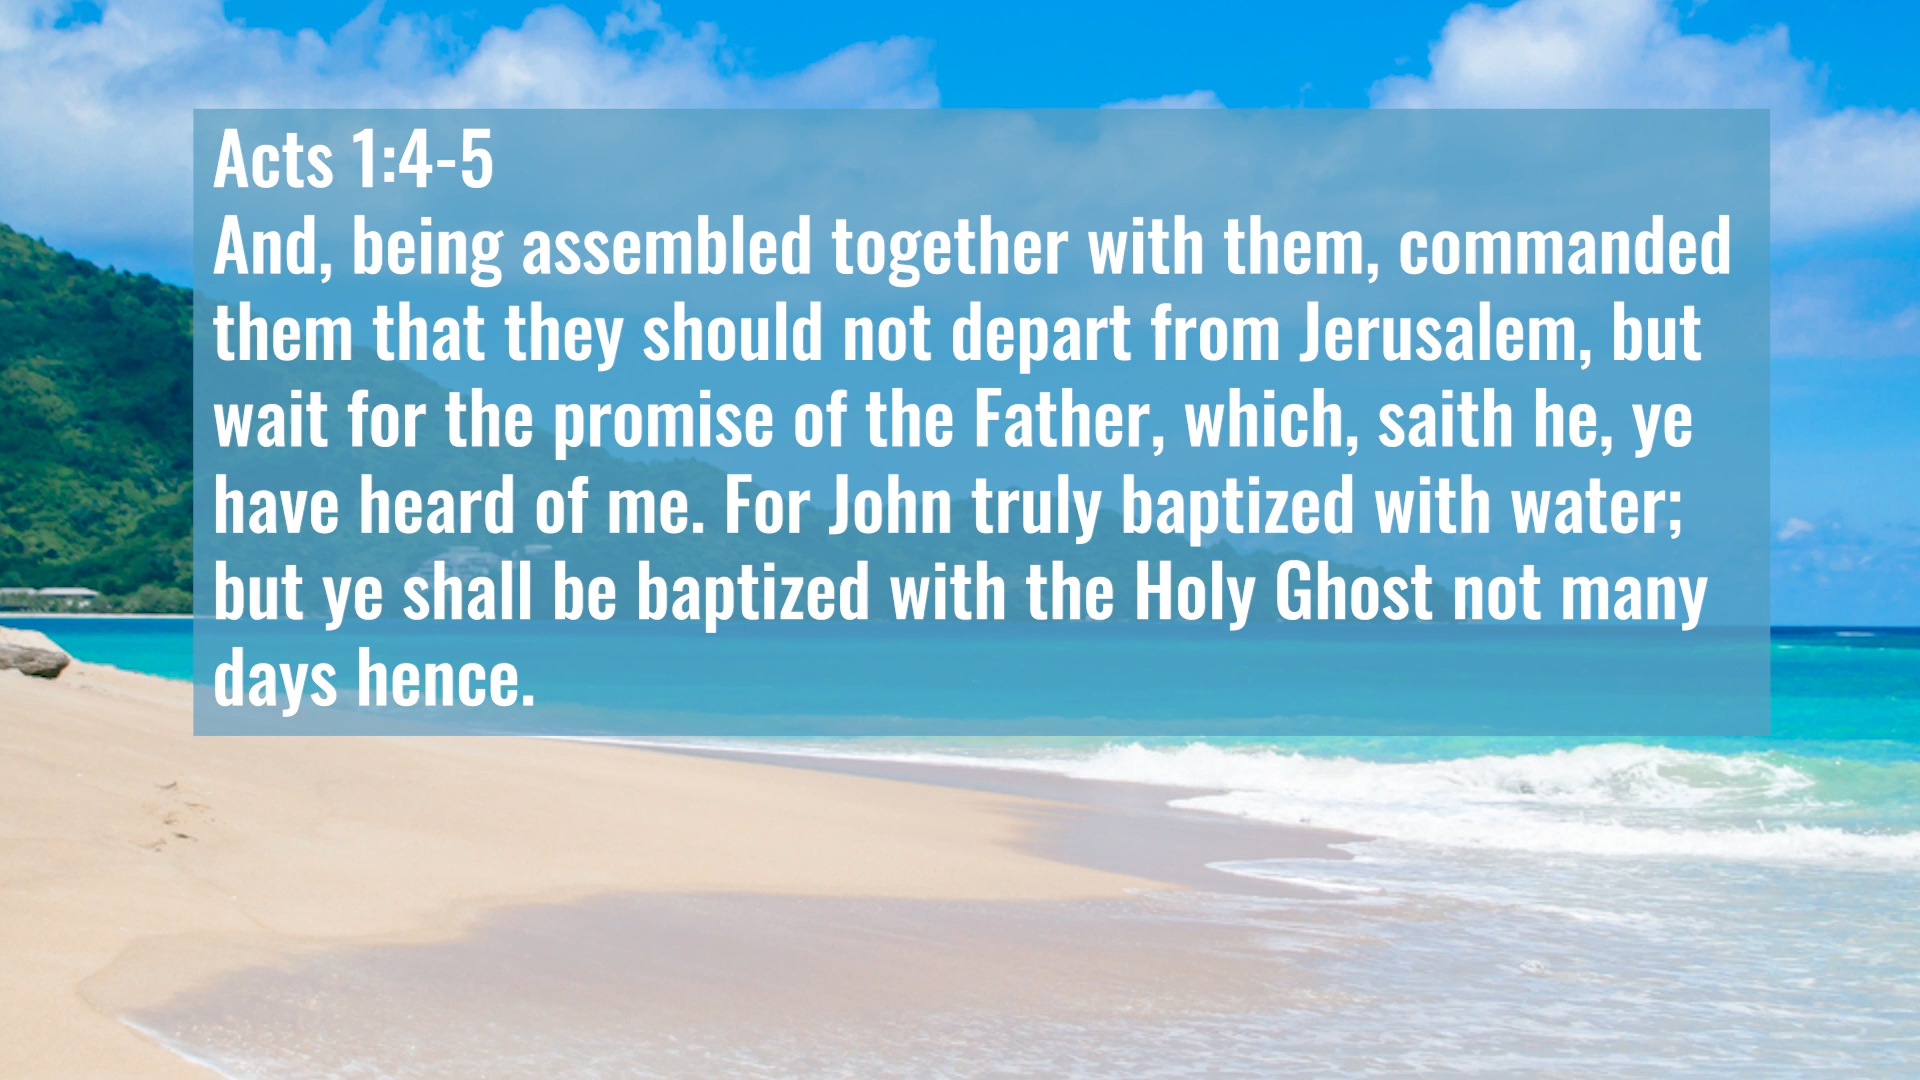 Acts 1:4-5
And, being assembled together with them, commanded
them that they should not depart from Jerusalem, but
wait for the promise of the Father, which, saith he, ye
have heard of me. For John truly baptized with water;
but ye shall be baptized with the Holy Ghost not many
days hence.